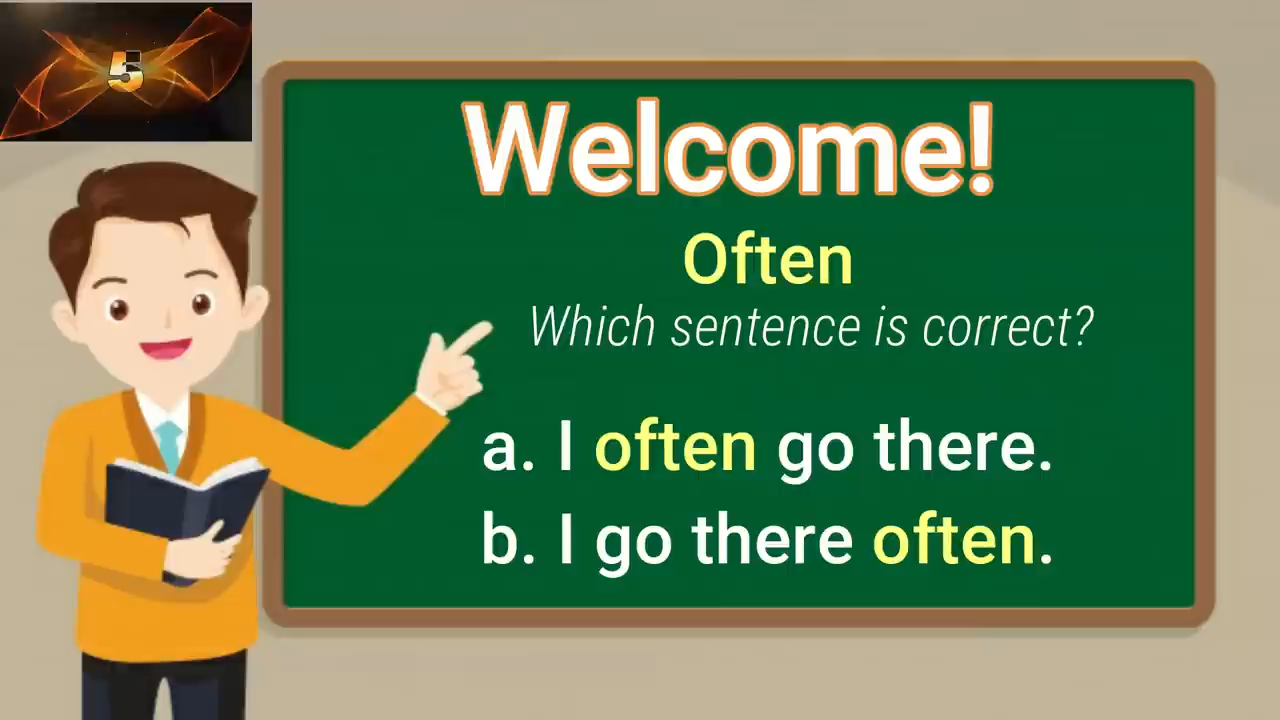 5
Welcome!
Often
Which sentence is correct?
a. I often go there.
b. I go there often.